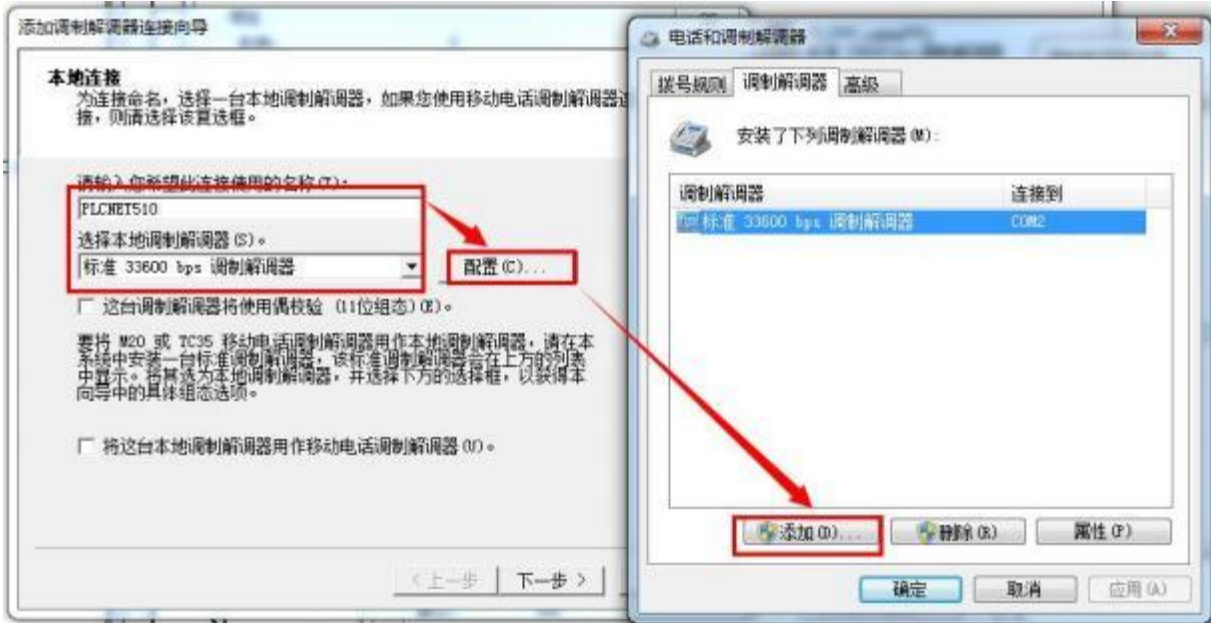 添加调制解调器连接向导
本地连接
为连接命名，选择一台本地调制解调器，如果您使用移动电话调制解调器
接，则请选择该复选框。
请输入您希望此连接使用的名称(T)：
PLCNET510
选择本地调制解调器(S)。
标准 33600 bps 调制解调器
配置(C)...
这台调制解调器将使用偶校验 (11位组态)(E)。
要将 M20 或 TC35 移动电话调制解调器用作本地调制解调器，请在本
系统中安装一台标准调制解调器，该标准调制解调器会在上方的列表
中显示。将其选为本地调制解调器，并选择下方的选择框，以获得本
向导中的具体组态选项。
将这台本地调制解调器用作移动电话调制解调器(U)。
<上一步
下一步 >
电话和调制解调器
拨号规则
调制解调器
高级
安装了下列调制解调器(M)：
调制解调器
连接到
标准 33600 bps 调制解调器
COM2
添加(D)...
删除(R)
属性(P)
确定
取消
应用(A)